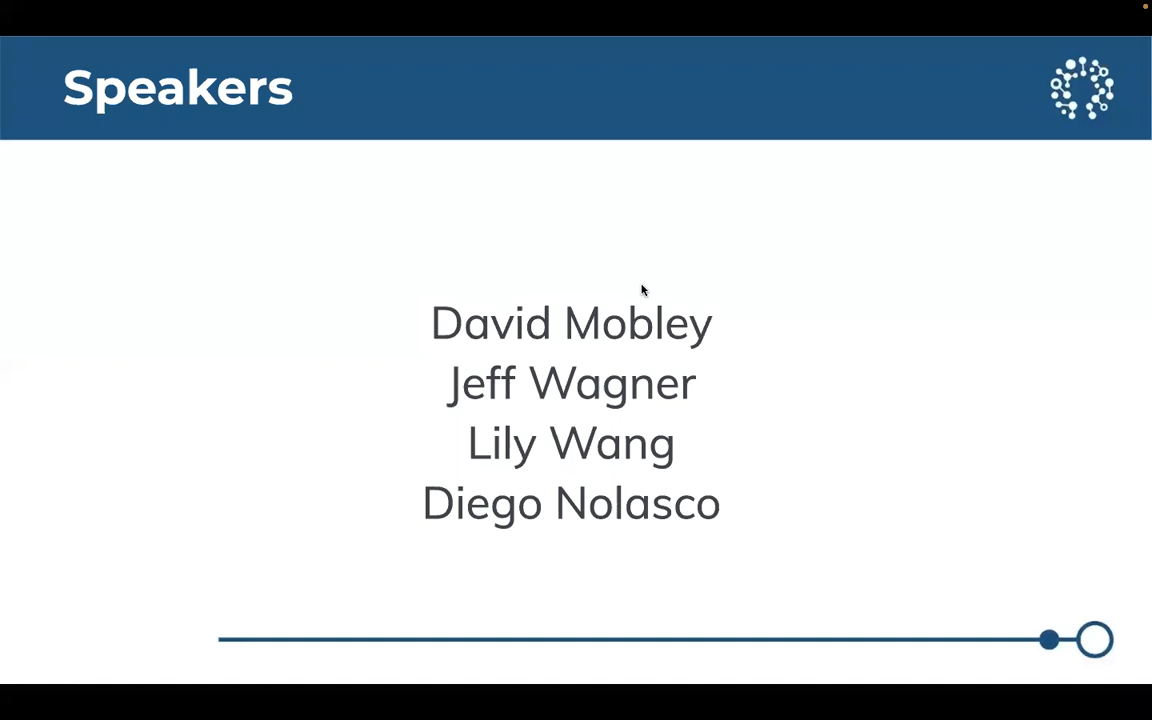 Speakers
David Mobley
Jeff Wagner
Lily Wang
Diego Nolasco